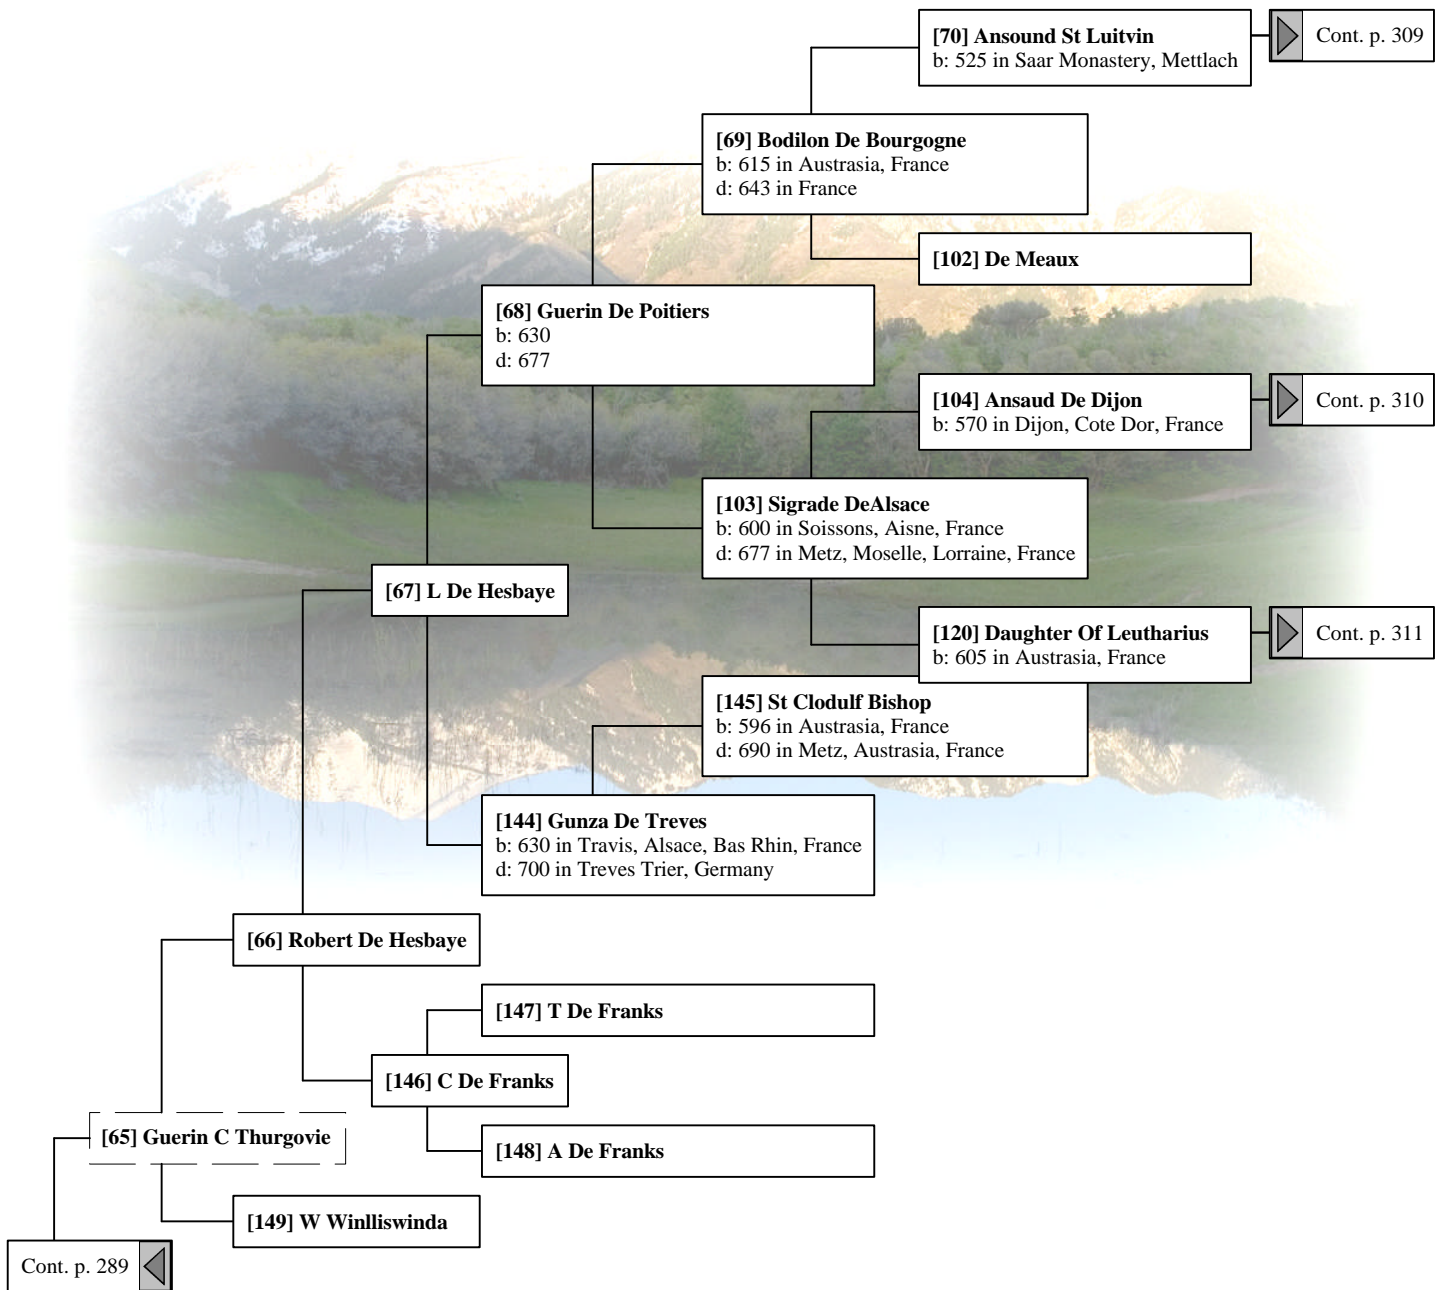 [70] Ansound St Luitvin
b: 525 in Saar Monastery, Mettlach
Cont. p. 309
[69] Bodilon De Bourgogne
b: 615 in Austrasia, France
d: 643 in France
[102] De Meaux
[68] Guerin De Poitiers
b: 630
d: 677
[104] Ansaud De Dijon
b: 570 in Dijon, Cote Dor, France
Cont. p. 310
[103] Sigrade DeAlsace
b: 600 in Soissons, Aisne, France
d: 677 in Metz, Moselle, Lorraine, France
[67] L De Hesbaye
[120] Daughter Of Leutharius
b: 605 in Austrasia, France
Cont. p. 311
[145] St Clodulf Bishop
b: 596 in Austrasia, France
d: 690 in Metz, Austrasia, France
[144] Gunza De Treves
b: 630 in Travis, Alsace, Bas Rhin, France
d: 700 in Treves Trier, Germany
[66] Robert De Hesbaye
[147] T De Franks
[146] C De Franks
[65] Guerin C Thurgovie
[148] A De Franks
[149] W Winlliswinda
Cont. p. 289